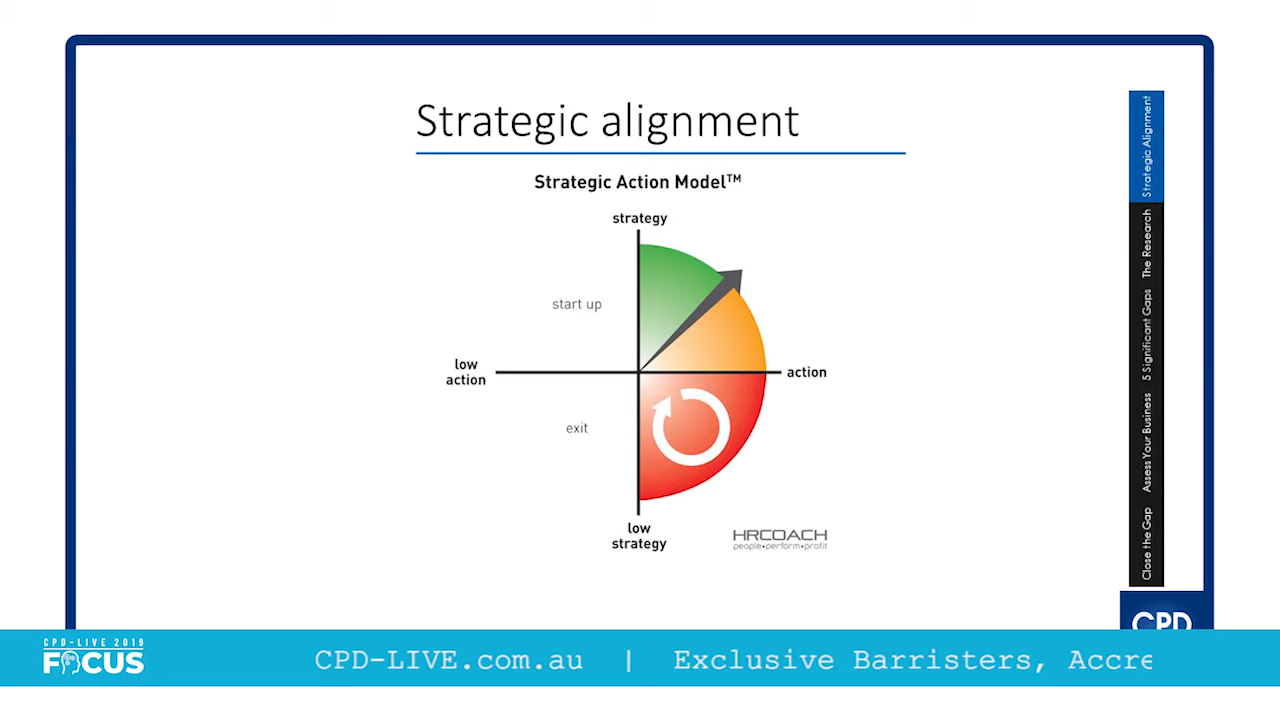 Strategic alignment
Strategic Action Model™
strategy
start up
low
action
action
exit
low
strategy
HRCOACH
people•perform•profit
Strategic Alignment
The Research
5 Significant Gaps
Assess Your Business
Close the Gap
CPD
CPD-LIVE 2019
FOCUS
CPD-LIVE.com.au | Exclusive Barristers, Accre